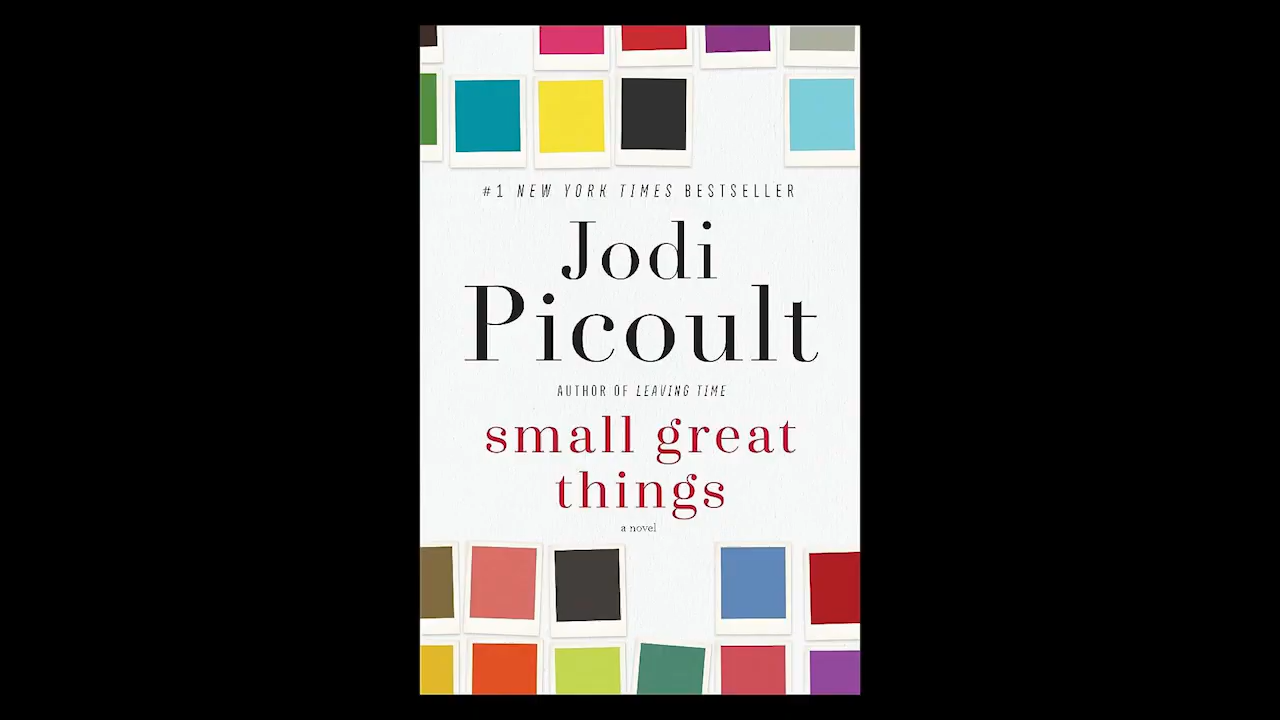 #1 NEW YORK TIMES BESTSELLER
Jodi
Picoult
AUTHOR OF LEAVING TIME
small great
things
a novel